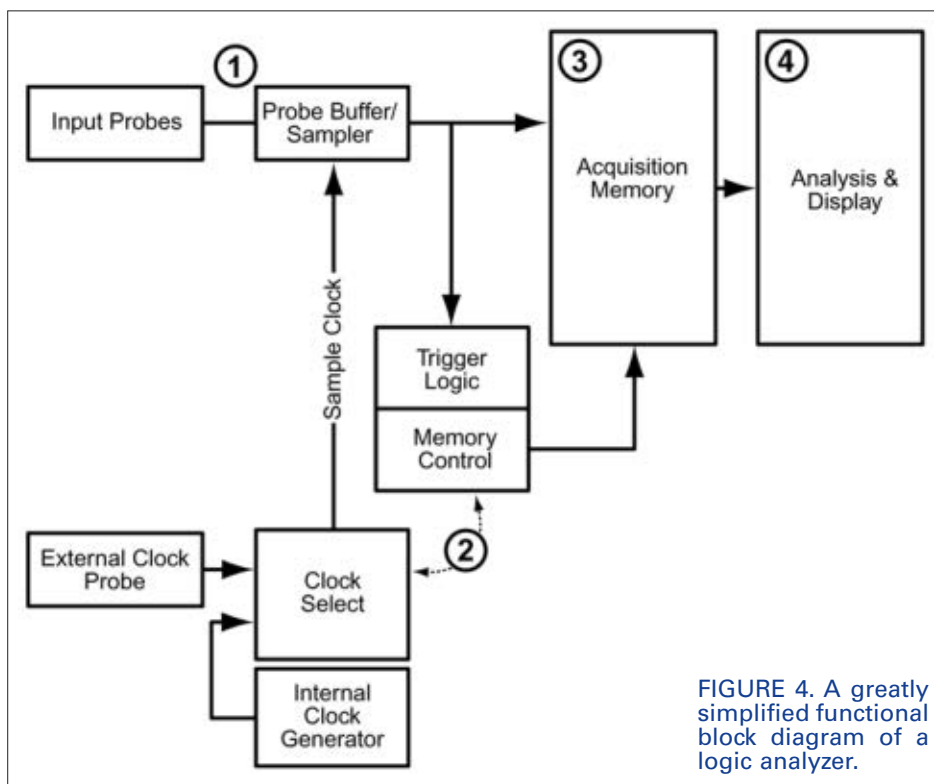 1
3
4
Input Probes
Probe Buffer/
Sampler
Acquisition
Memory
Analysis &
Display
Sample Clock
Trigger
Logic
Memory
Control
2
External Clock
Probe
Clock
Select
Internal
Clock
Generator
FIGURE 4. A greatly
simplified functional
block diagram of a
logic analyzer.